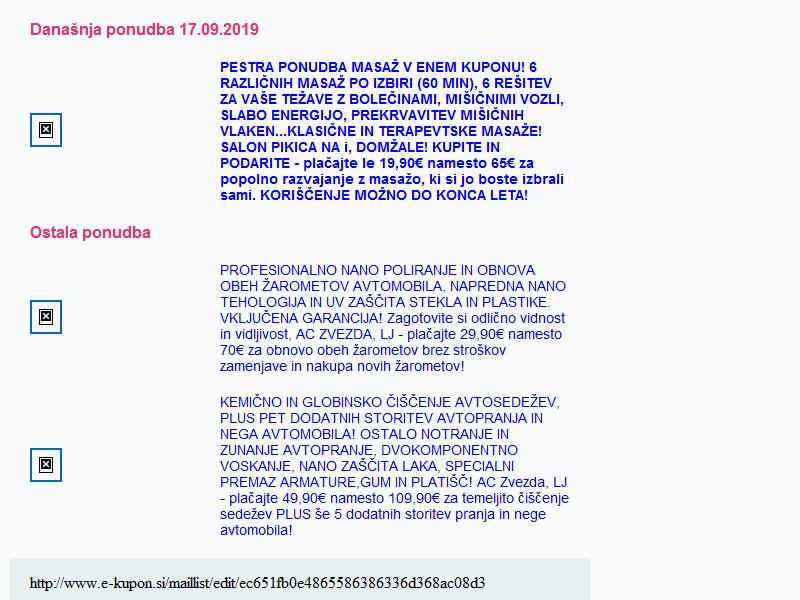 Današnja ponudba 17.09.2019
PESTRA PONUDBA MASAŽ V ENEM KUPONU! 6
RAZLIČNIH MASAŽ PO IZBIRI (60 MIN), 6 REŠITEV
ZA VAŠE TEŽAVE Z BOLEČINAMI, MIŠIČNIMI VOZLI,
SLABO ENERGIJO, PREKRVAVITEV MIŠIČNIH
VLAKEN...KLASIČNE IN TERAPEVTSKE MASAŽE!
SALON PIKICA NA i, DOMŽALE! KUPITE IN
PODARITE - plačajte le 19,90€ namesto 65€ za
popolno razvajanje z masažo, ki si jo boste izbrali
sami. KORIŠČENJE MOŽNO DO KONCA LETA!
Ostala ponudba
PROFESIONALNO NANO POLIRANJE IN OBNOVA
OBEH ŽAROMETOV AVTOMOBILA, NAPREDNA NANO
TEHOLOGIJA IN UV ZAŠČITA STEKLA IN PLASTIKE.
VKLJUČENA GARANCIJA! Zagotovite si odlično vidnost
in vidljivost, AC ZVEZDA, LJ - plačajte 29,90€ namesto
70€ za obnovo obeh žarometov brez stroškov
zamenjave in nakupa novih žarometov!
KEMIČNO IN GLOBINSKO ČIŠČENJE AVTOSEDEŽEV,
PLUS PET DODATNIH STORITEV AVTOPRANJA IN
NEGA AVTOMOBILA! OSTALO NOTRANJE IN
ZUNANJE AVTOPRANJE, DVOKOMPONENTNO
VOSKANJE, NANO ZAŠČITA LAKA, SPECIALNI
PREMAZ ARMATURE,GUM IN PLATIŠČ! AC Zvezda, LJ
- plačajte 49,90€ namesto 109,90€ za temeljito čiščenje
sedežev PLUS še 5 dodatnih storitev pranja in nege
avtomobila!
http://www.e-kupon.si/maillist/edit/ec651fb0e4865586386336d368ac08d3